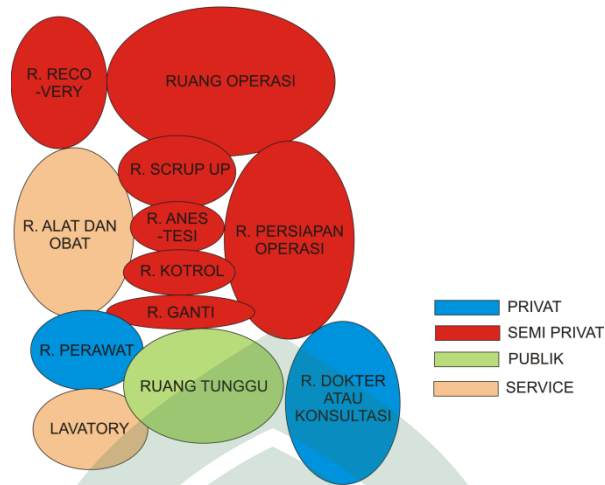 R. RECO
-VERY
RUANG OPERASI
R. SCRUP UP
R. ALAT DAN
OBAT
R. ANES
-TESI
R. PERSIAPAN
OPERASI
R. KOTROL
R. GANTI
R. PERAWAT
RUANG TUNGGU
R. DOKTER
ATAU
KONSULTASI
LAVATORY
PRIVAT
SEMI PRIVAT
PUBLIK
SERVICE